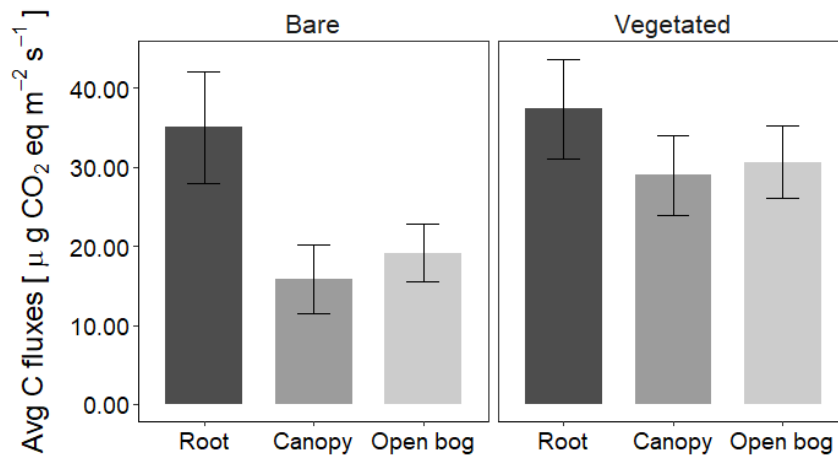 Bare
Vegetated
Avg C fluxes [ μ g CO₂ eq m⁻² s⁻¹ ]
40.00
30.00
20.00
10.00
0.00
Root Canopy Open bog
Root Canopy Open bog